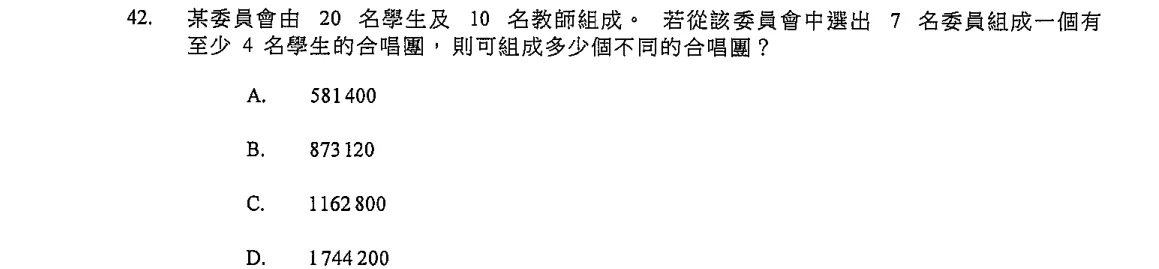 42. 某委員會由 20 名學生及 10 名教師組成。 若從該委員會中選出 7 名委員組成一個有
至少 4 名學生的合唱團，則可組成多少個不同的合唱團？
A. 581400
B. 873120
C. 1162800
D. 1744200